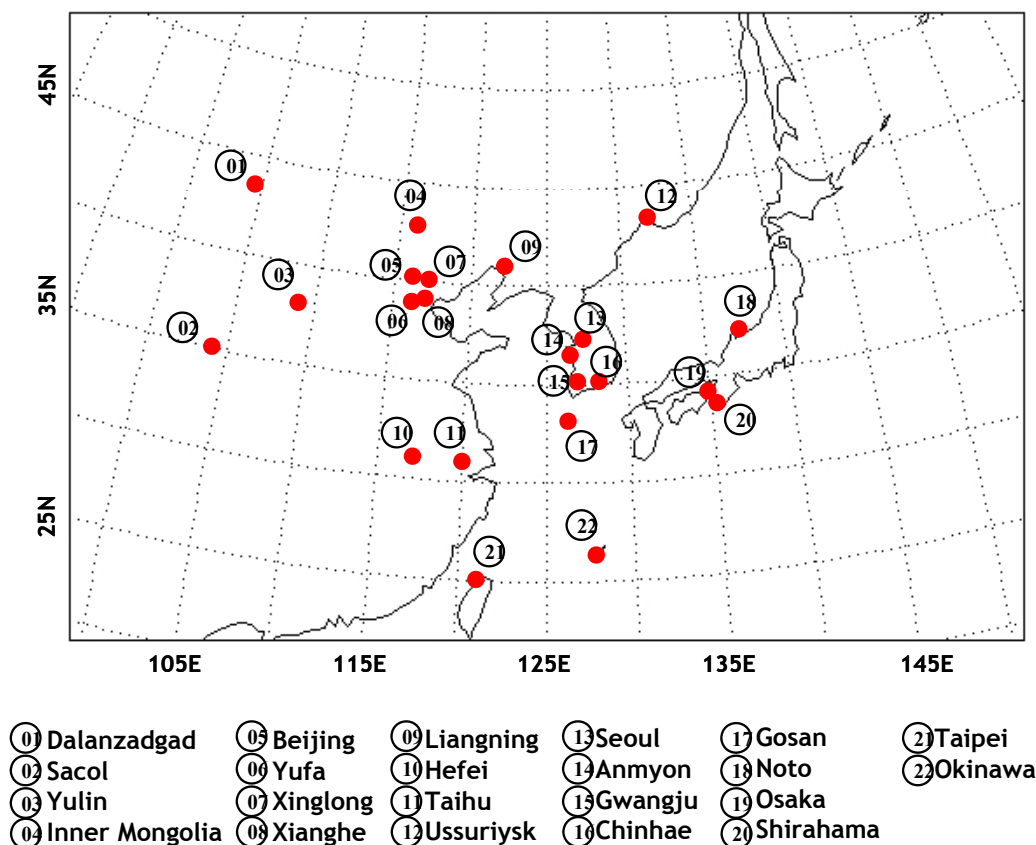 01
04
12
45N
09
05
07
03
18
35N
02
13
06
08
14
16
19
15
20
10
11
17
25N
22
21
105E
115E
125E
135E
145E
01 Dalanzadgad
05 Beijing
09 Liangning
13 Seoul
17 Gosan
21 Taipei
02 Sacol
06 Yufa
10 Hefei
14 Anmyon
18 Noto
22 Okinawa
03 Yulin
07 Xinglong
11 Taihu
15 Gwangju
19 Osaka
04 Inner Mongolia
08 Xianghe
12 Ussuriysk
16 Chinhae
20 Shirahama